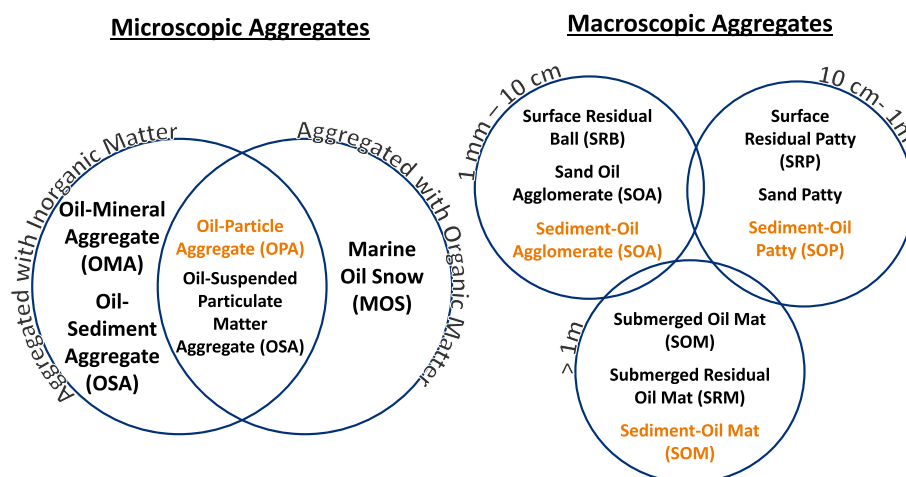 Microscopic Aggregates
Aggregated with Inorganic Matter
Aggregated with Organic Matter
Oil-Mineral
Aggregate
(OMA)
Oil-
Sediment
Aggregate
(OSA)
Oil-Particle
Aggregate (OPA)
Oil-Suspended
Particulate
Matter
Aggregate (OSA)
Marine
Oil Snow
(MOS)
Macroscopic Aggregates
1 mm – 10 cm
Surface Residual
Ball (SRB)
Sand Oil
Agglomerate (SOA)
Sediment-Oil
Agglomerate (SOA)
10 cm- 1m
Surface
Residual Patty
(SRP)
Sand Patty
Sediment-Oil
Patty (SOP)
> 1m
Submerged Oil Mat
(SOM)
Submerged Residual
Oil Mat (SRM)
Sediment-Oil Mat
(SOM)